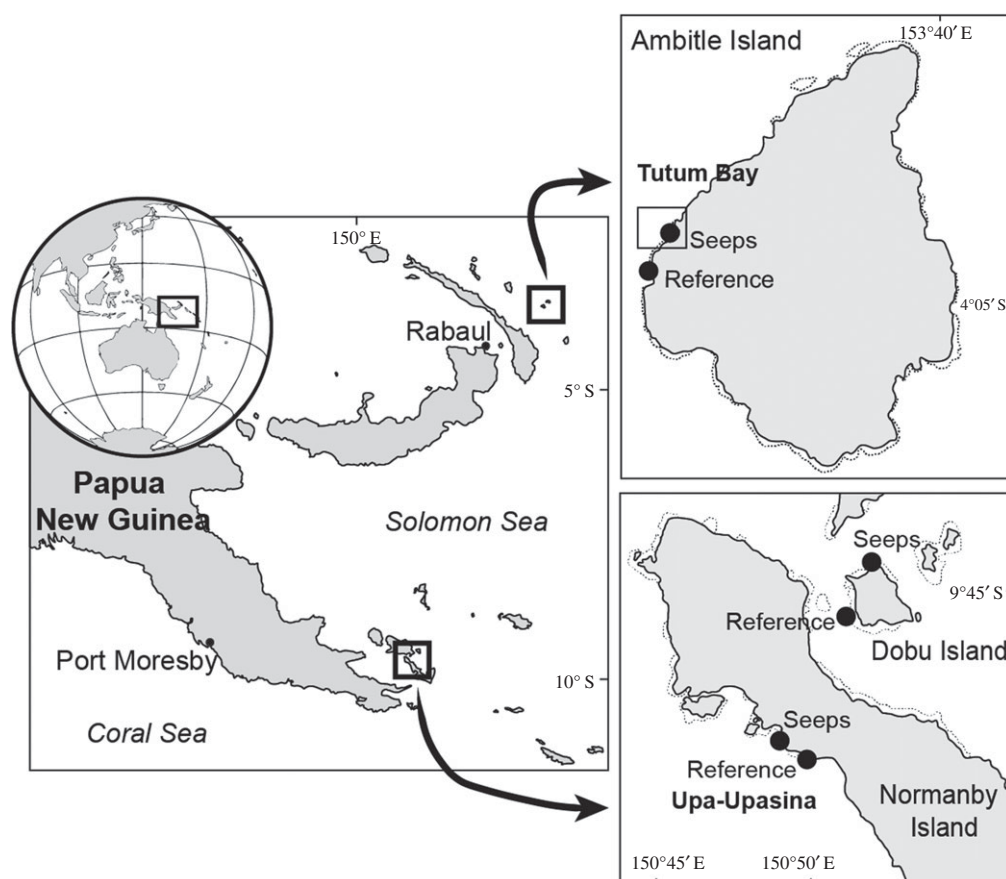 150° E
Rabaul
5° S
Papua
New Guinea
Solomon Sea
Port Moresby
10° S
Coral Sea
Ambitle Island
153°40′ E
Tutum Bay
Seeps
Reference
4°05′ S
Seeps
9°45′ S
Reference
Dobu Island
Seeps
Reference
Upa-Upasina
Normanby
Island
150°45′ E
150°50′ E